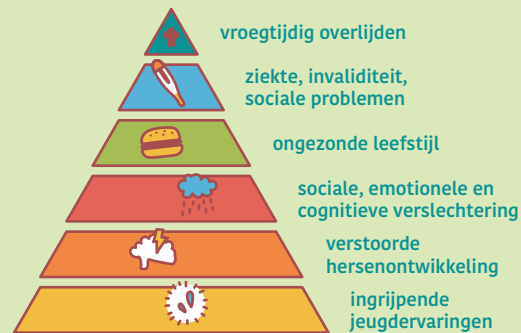 vroegtijdig overlijden
ziekte, invaliditeit,
sociale problemen
ongezonde leefstijl
sociale, emotionele en
cognitieve verslechtering
verstoorde
hersenontwikkeling
ingrijpende
jeugdervaringen